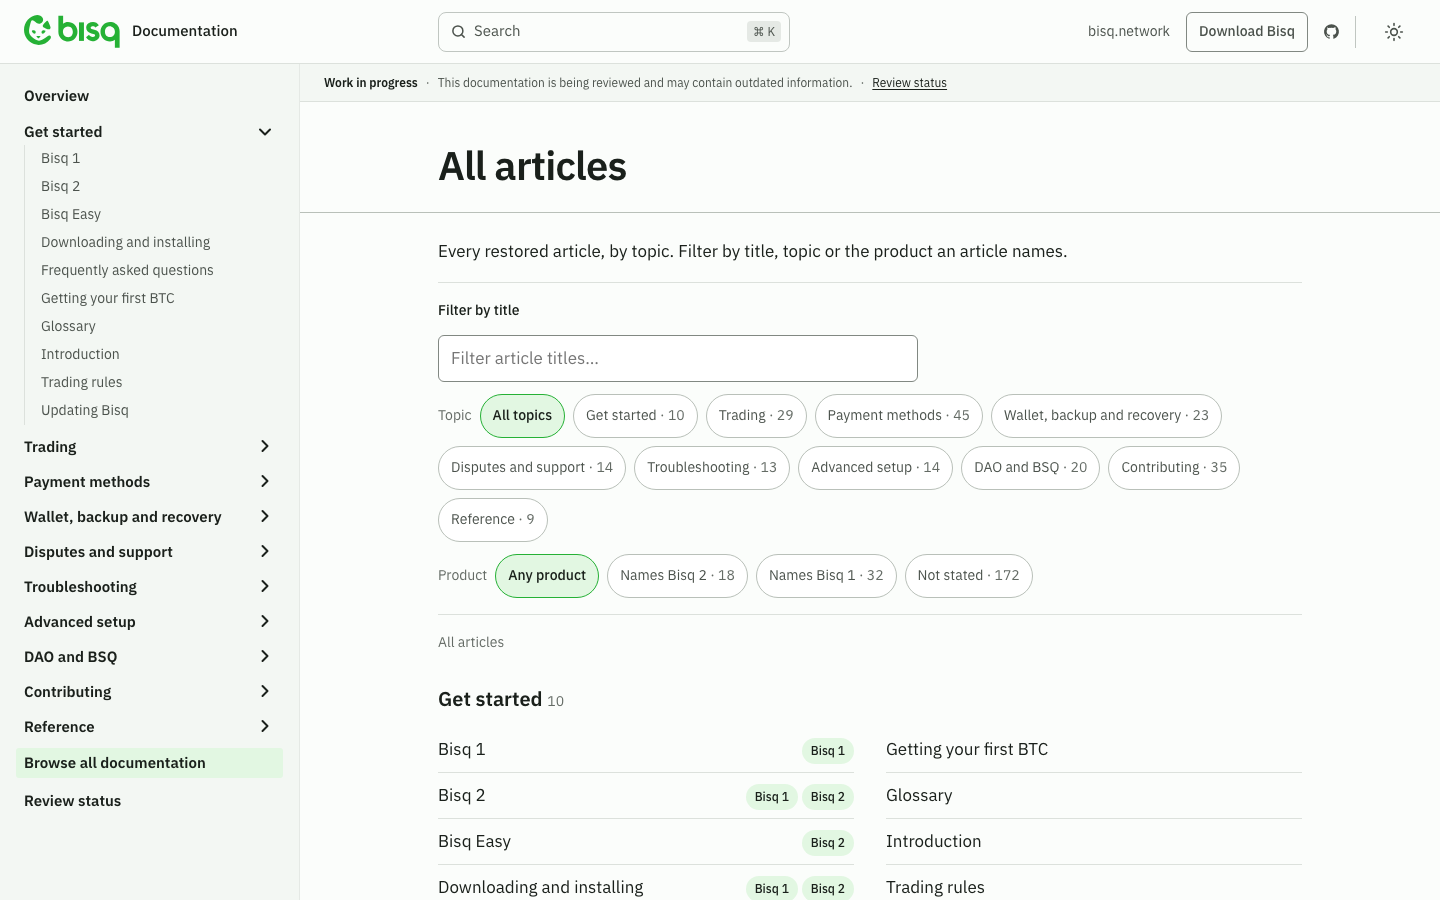 bisq Documentation
Search
⌘ K
bisq.network
Download Bisq
Overview
Get started
Bisq 1
Bisq 2
Bisq Easy
Downloading and installing
Frequently asked questions
Getting your first BTC
Glossary
Introduction
Trading rules
Updating Bisq
Trading
Payment methods
Wallet, backup and recovery
Disputes and support
Troubleshooting
Advanced setup
DAO and BSQ
Contributing
Reference
Browse all documentation
Review status
Work in progress · This documentation is being reviewed and may contain outdated information. · Review status
All articles
Every restored article, by topic. Filter by title, topic or the product an article names.
Filter by title
Filter article titles...
Topic All topics Get started · 10 Trading · 29 Payment methods · 45 Wallet, backup and recovery · 23
Disputes and support · 14 Troubleshooting · 13 Advanced setup · 14 DAO and BSQ · 20 Contributing · 35
Reference · 9
Product Any product Names Bisq 2 · 18 Names Bisq 1 · 32 Not stated · 172
All articles
Get started 10
Bisq 1 Bisq 1
Bisq 2 Bisq 1 Bisq 2
Bisq Easy Bisq 2
Downloading and installing Bisq 1 Bisq 2
Getting your first BTC
Glossary
Introduction
Trading rules